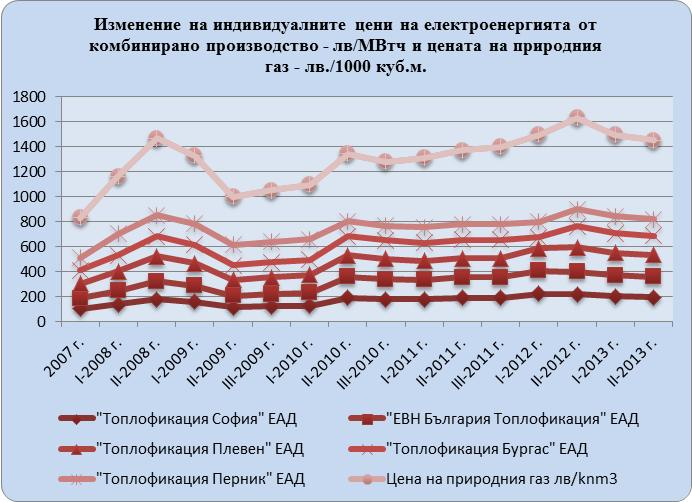 Изменение на индивидуалните цени на електроенергията от
комбинирано производство - лв/МВтч и цената на природния
газ - лв./1000 куб.м.
1800
1600
1400
1200
1000
800
600
400
200
0
2007 г.
I-2008 г.
II-2008 г.
I-2009 г.
II-2009 г.
III-2009 г.
I-2010 г.
II-2010 г.
III-2010 г.
I-2011 г.
II-2011 г.
III-2011 г.
I-2012 г.
II-2012 г.
I-2013 г.
II-2013 г.
"Топлофикация София" ЕАД
"ЕВН България Топлофикация" ЕАД
"Топлофикация Плевен" ЕАД
"Топлофикация Бургас" ЕАД
"Топлофикация Перник" ЕАД
Цена на природния газ лв/knm3